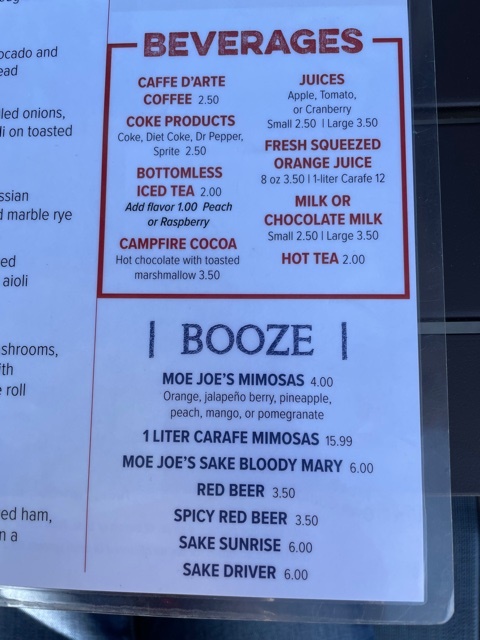 ocado and
ead
led onions,
li on toasted
ssian
d marble rye
ed
aioli
shrooms,
ith
e roll
ed ham,
n a
BEVERAGES
CAFFE D'ARTE
COFFEE 2.50
COKE PRODUCTS
Coke, Diet Coke, Dr Pepper,
Sprite 2.50
BOTTOMLESS
ICED TEA 2.00
Add flavor 1.00 Peach
or Raspberry
CAMPFIRE COCOA
Hot chocolate with toasted
marshmallow 3.50
JUICES
Apple, Tomato,
or Cranberry
Small 2.50 | Large 3.50
FRESH SQUEEZED
ORANGE JUICE
8 oz 3.50 | 1-liter Carafe 12
MILK OR
CHOCOLATE MILK
Small 2.50 | Large 3.50
HOT TEA 2.00
| BOOZE |
MOE JOE'S MIMOSAS 4.00
Orange, jalapeño berry, pineapple,
peach, mango, or pomegranate
1 LITER CARAFE MIMOSAS 15.99
MOE JOE'S SAKE BLOODY MARY 6.00
RED BEER 3.50
SPICY RED BEER 3.50
SAKE SUNRISE 6.00
SAKE DRIVER 6.00